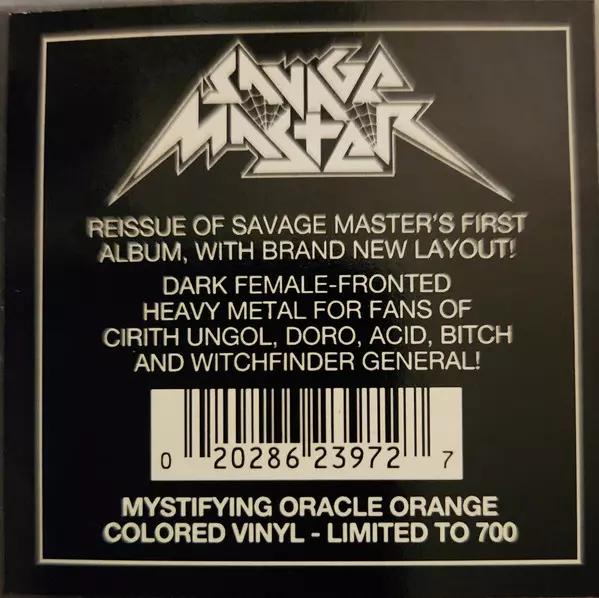 SAVAGE
MASTER
REISSUE OF SAVAGE MASTER'S FIRST
ALBUM, WITH BRAND NEW LAYOUT!
DARK FEMALE-FRONTED
HEAVY METAL FOR FANS OF
CIRITH UNGOL, DORO, ACID, BITCH
AND WITCHFINDER GENERAL!
0 20286 23972 7
MYSTIFYING ORACLE ORANGE
COLORED VINYL - LIMITED TO 700